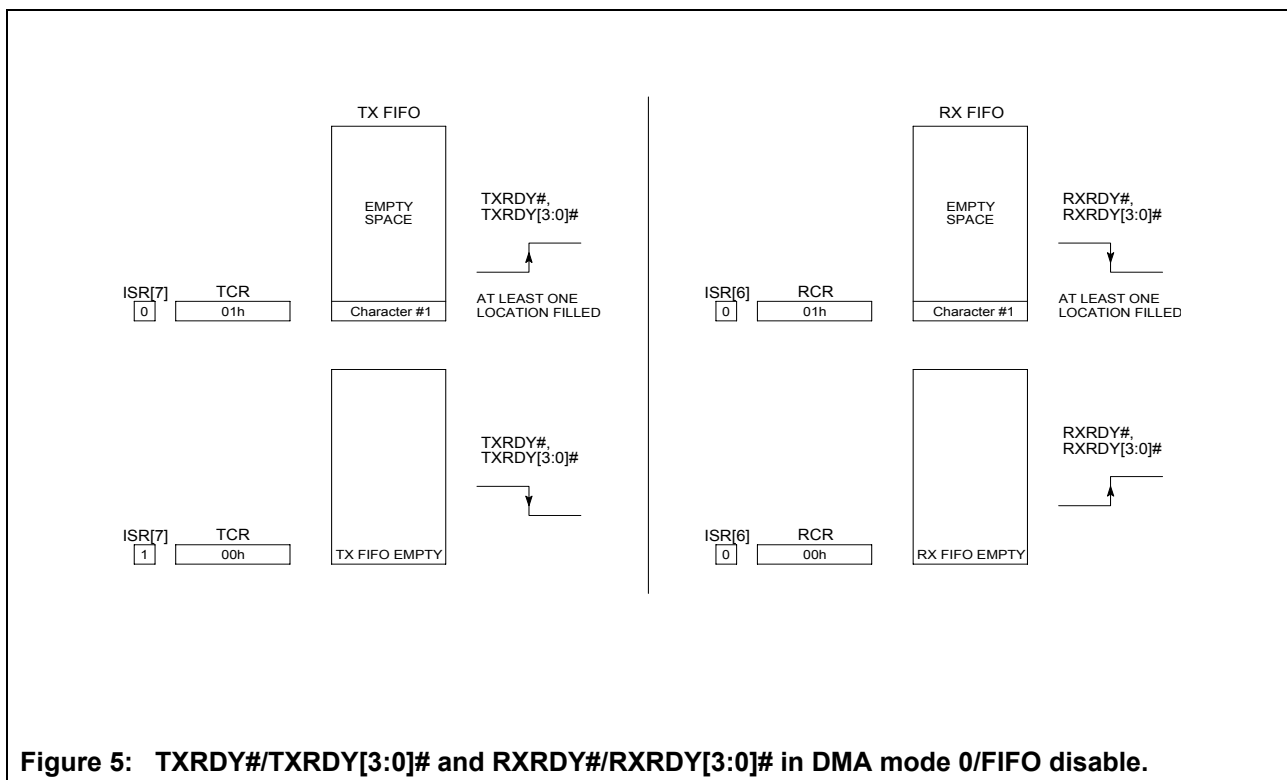 TX FIFO
EMPTY
SPACE
TXRDY#,
TXRDY[3:0]#
ISR[7] TCR
0 01h Character #1
AT LEAST ONE
LOCATION FILLED
TXRDY#,
TXRDY[3:0]#
ISR[7] TCR
1 00h TX FIFO EMPTY
RX FIFO
EMPTY
SPACE
RXRDY#,
RXRDY[3:0]#
ISR[6] RCR
0 01h Character #1
AT LEAST ONE
LOCATION FILLED
RXRDY#,
RXRDY[3:0]#
ISR[6] RCR
0 00h RX FIFO EMPTY
Figure 5: TXRDY#/TXRDY[3:0]# and RXRDY#/RXRDY[3:0]# in DMA mode 0/FIFO disable.